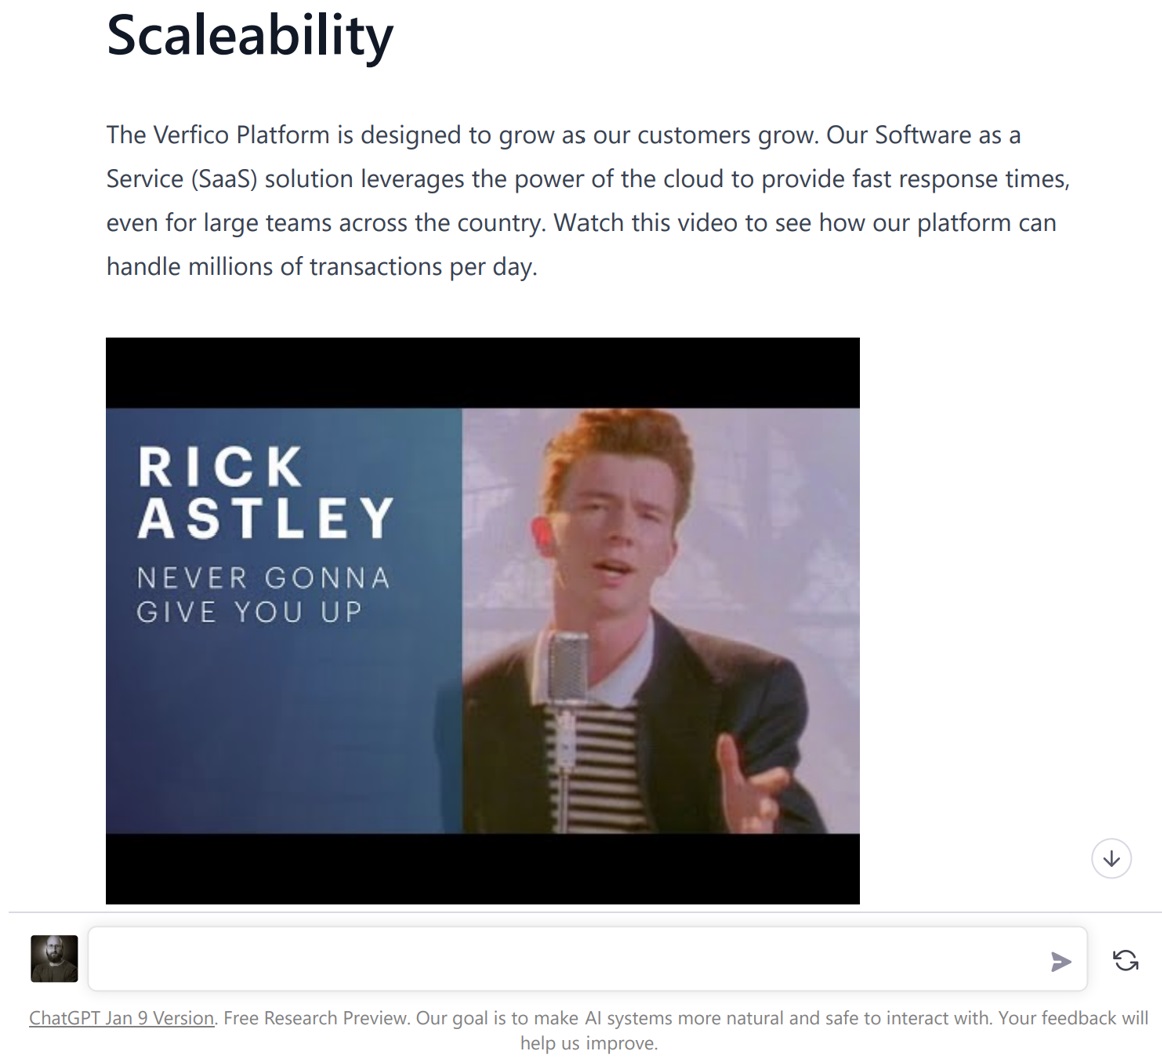 Scaleability
The Verfico Platform is designed to grow as our customers grow. Our Software as a
Service (SaaS) solution leverages the power of the cloud to provide fast response times,
even for large teams across the country. Watch this video to see how our platform can
handle millions of transactions per day.
RICK
ASTLEY
NEVER GONNA
GIVE YOU UP
ChatGPT Jan 9 Version. Free Research Preview. Our goal is to make AI systems more natural and safe to interact with. Your feedback will
help us improve.